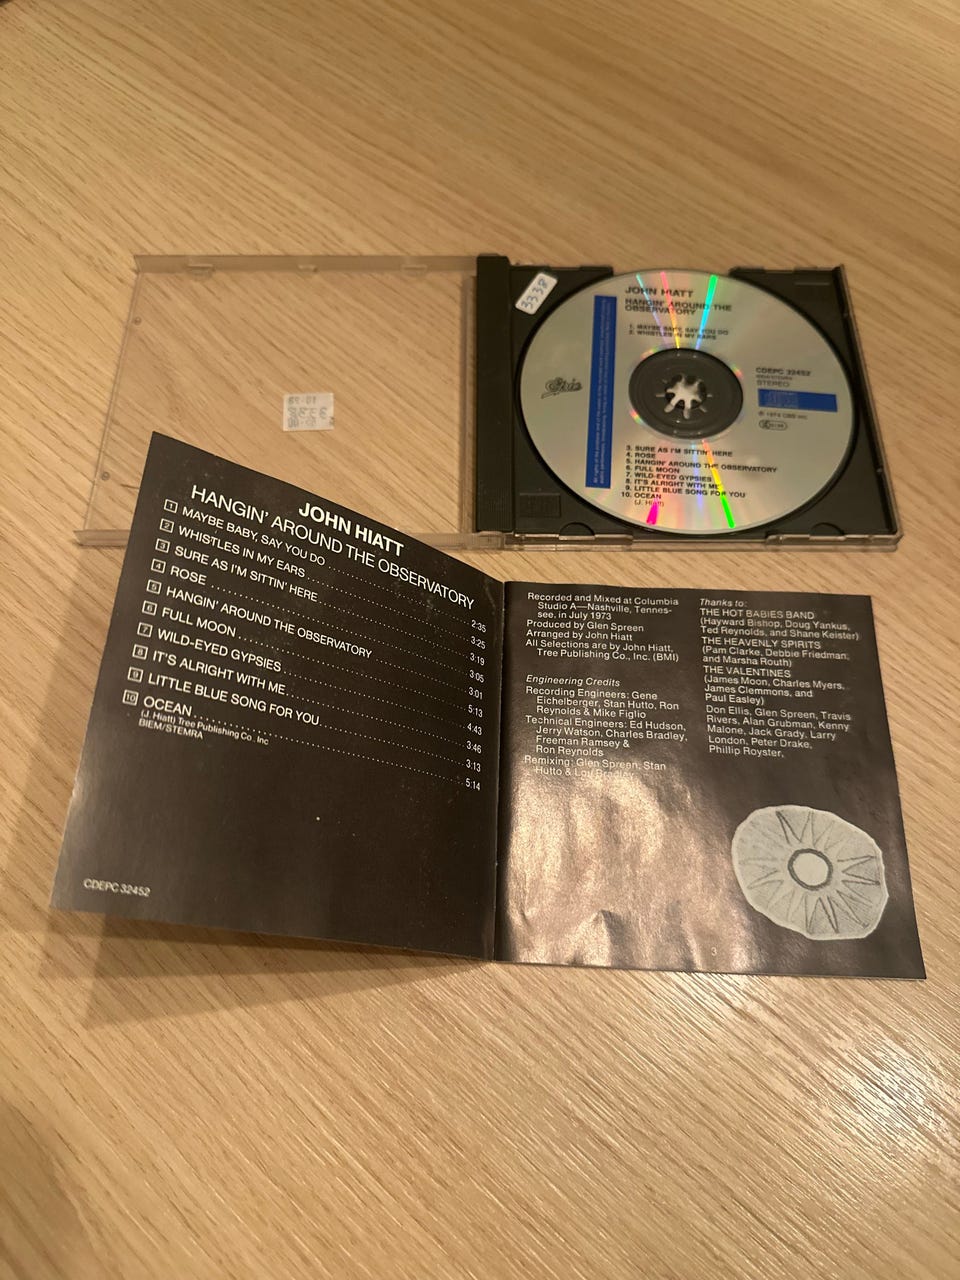 3338
JOHN HIATT
HANGIN' AROUND THE
OBSERVATORY
1. MAYBE BABY, SAY YOU DO
2. WHISTLES IN MY EARS
Epic
CDEPC 32452
STEREO
℗ 1974 CBS Inc.
3. SURE AS I'M SITTIN' HERE
4. ROSE
5. HANGIN' AROUND THE OBSERVATORY
6. FULL MOON
7. WILD-EYED GYPSIES
8. IT'S ALRIGHT WITH ME
9. LITTLE BLUE SONG FOR YOU
10. OCEAN
(J. Hiatt)
JOHN HIATT
HANGIN' AROUND THE OBSERVATORY
1 MAYBE BABY, SAY YOU DO 2:35
2 WHISTLES IN MY EARS 3:25
3 SURE AS I'M SITTIN' HERE 3:19
4 ROSE 3:05
5 HANGIN' AROUND THE OBSERVATORY 3:01
6 FULL MOON 5:13
7 WILD-EYED GYPSIES 4:43
8 IT'S ALRIGHT WITH ME 3:46
9 LITTLE BLUE SONG FOR YOU 3:13
10 OCEAN 5:14
(J. Hiatt) Tree Publishing Co., Inc
BIEM/STEMRA
CDEPC 32452
Recorded and Mixed at Columbia
Studio A—Nashville, Tennes-
see, in July 1973
Produced by Glen Spreen
Arranged by John Hiatt
All Selections are by John Hiatt,
Tree Publishing Co., Inc. (BMI)
Engineering Credits
Recording Engineers: Gene
Eichelberger, Stan Hutto, Ron
Reynolds & Mike Figlio
Technical Engineers: Ed Hudson,
Jerry Watson, Charles Bradley,
Freeman Ramsey &
Ron Reynolds
Remixing: Glen Spreen, Stan
Hutto & Lou Bradley
Thanks to:
THE HOT BABIES BAND
(Hayward Bishop, Doug Yankus,
Ted Reynolds, and Shane Keister)
THE HEAVENLY SPIRITS
(Pam Clarke, Debbie Friedman,
and Marsha Routh)
THE VALENTINES
(James Moon, Charles Myers,
James Clemmons, and
Paul Easley)
Don Ellis, Glen Spreen, Travis
Rivers, Alan Grubman, Kenny
Malone, Jack Grady, Larry
London, Peter Drake,
Phillip Royster,
3